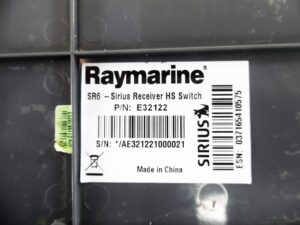 Raymarine®
SR6 - Sirius Receiver HS Switch
P/N: E32122
S/N: */AE321221000021
Made in China
SIRIUS
ESN: 037165410575